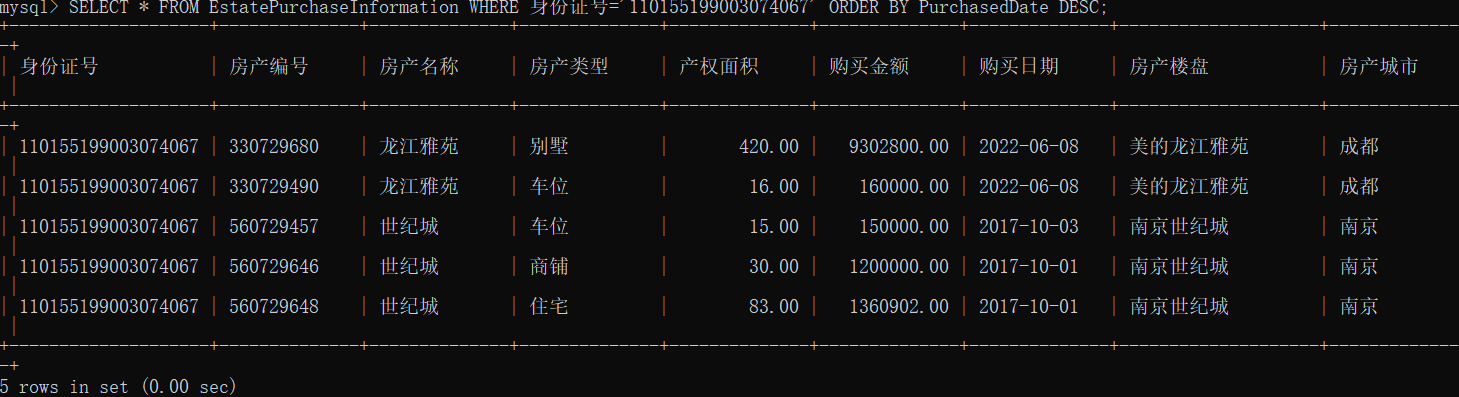 mysql> SELECT * FROM EstatePurchaseInformation WHERE 身份证号='110155199003074067' ORDER BY PurchasedDate DESC;
| 身份证号 | 房产编号 | 房产名称 | 房产类型 | 产权面积 | 购买金额 | 购买日期 | 房产楼盘 | 房产城市 |
| 110155199003074067 | 330729680 | 龙江雅苑 | 别墅 | 420.00 | 9302800.00 | 2022-06-08 | 美的龙江雅苑 | 成都 |
| 110155199003074067 | 330729490 | 龙江雅苑 | 车位 | 16.00 | 160000.00 | 2022-06-08 | 美的龙江雅苑 | 成都 |
| 110155199003074067 | 560729457 | 世纪城 | 车位 | 15.00 | 150000.00 | 2017-10-03 | 南京世纪城 | 南京 |
| 110155199003074067 | 560729646 | 世纪城 | 商铺 | 30.00 | 1200000.00 | 2017-10-01 | 南京世纪城 | 南京 |
| 110155199003074067 | 560729648 | 世纪城 | 住宅 | 83.00 | 1360902.00 | 2017-10-01 | 南京世纪城 | 南京 |
5 rows in set (0.00 sec)